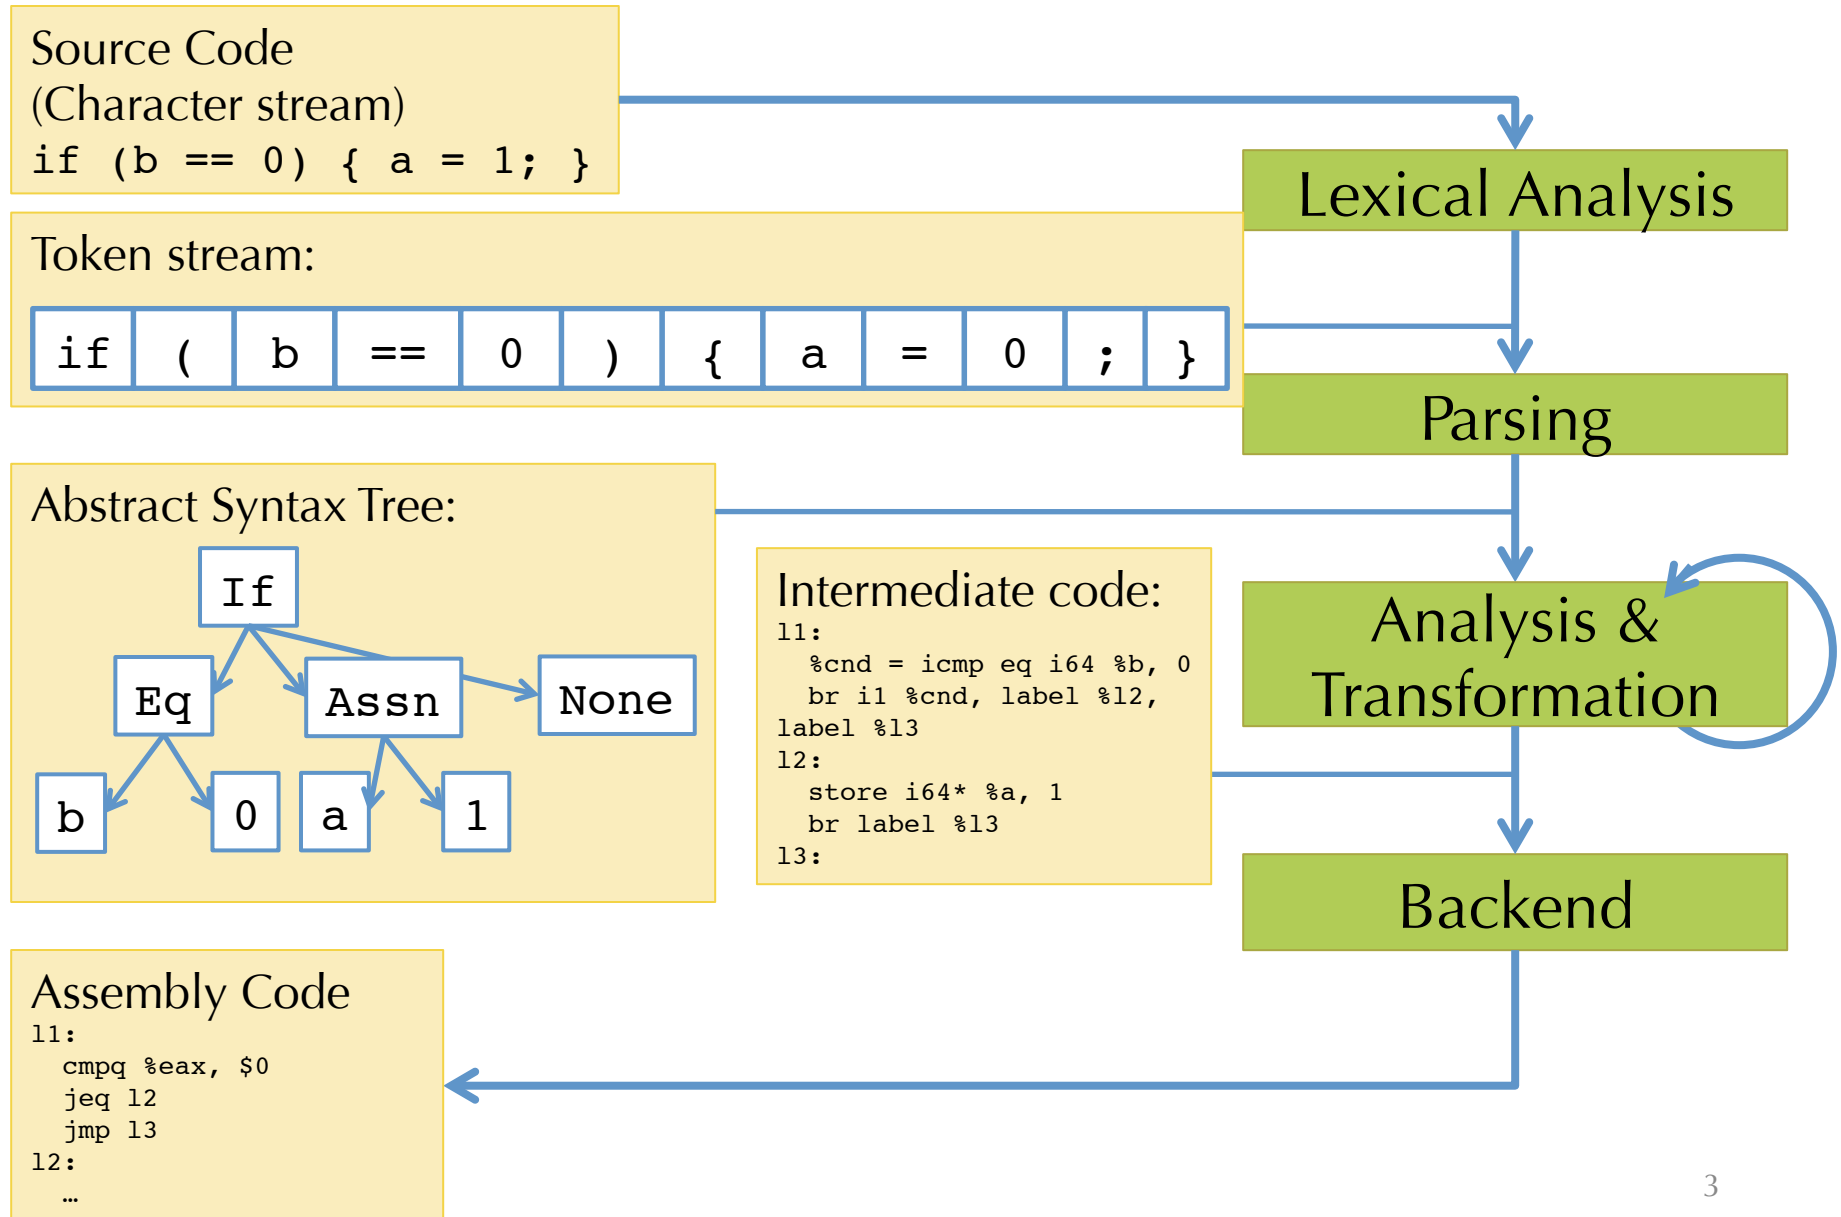 Source Code
(Character stream)
if (b == 0) { a = 1; }
Lexical Analysis
Token stream:
if ( b == 0 ) { a = 0 ; }
Parsing
Abstract Syntax Tree:
If
Eq Assn None
b 0 a 1
Intermediate code:
l1:
%cnd = icmp eq i64 %b, 0
br i1 %cnd, label %l2,
label %l3
l2:
store i64* %a, 1
br label %l3
l3:
Analysis &
Transformation
Backend
Assembly Code
l1:
cmpq %eax, $0
jeq l2
jmp l3
l2:
…
3